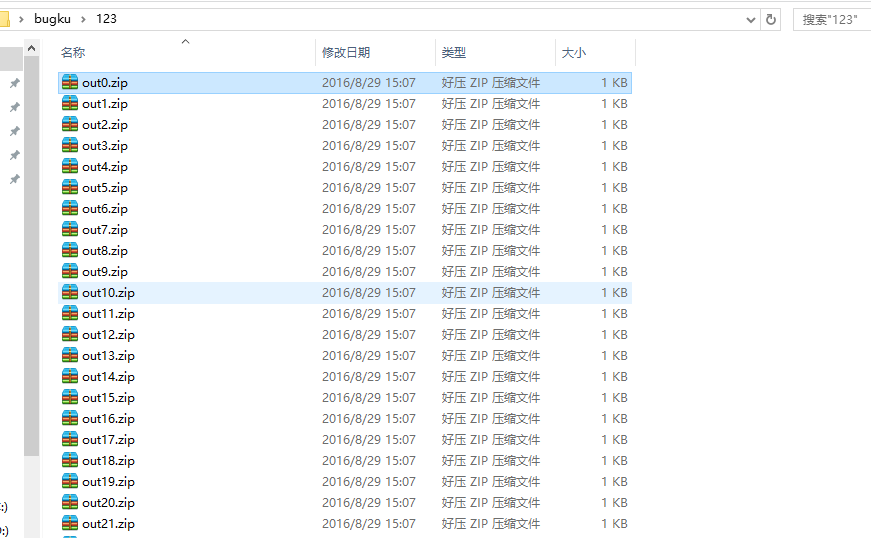 bugku > 123 搜索"123"
名称 修改日期 类型 大小
out0.zip 2016/8/29 15:07 好压 ZIP 压缩文件 1 KB
out1.zip 2016/8/29 15:07 好压 ZIP 压缩文件 1 KB
out2.zip 2016/8/29 15:07 好压 ZIP 压缩文件 1 KB
out3.zip 2016/8/29 15:07 好压 ZIP 压缩文件 1 KB
out4.zip 2016/8/29 15:07 好压 ZIP 压缩文件 1 KB
out5.zip 2016/8/29 15:07 好压 ZIP 压缩文件 1 KB
out6.zip 2016/8/29 15:07 好压 ZIP 压缩文件 1 KB
out7.zip 2016/8/29 15:07 好压 ZIP 压缩文件 1 KB
out8.zip 2016/8/29 15:07 好压 ZIP 压缩文件 1 KB
out9.zip 2016/8/29 15:07 好压 ZIP 压缩文件 1 KB
out10.zip 2016/8/29 15:07 好压 ZIP 压缩文件 1 KB
out11.zip 2016/8/29 15:07 好压 ZIP 压缩文件 1 KB
out12.zip 2016/8/29 15:07 好压 ZIP 压缩文件 1 KB
out13.zip 2016/8/29 15:07 好压 ZIP 压缩文件 1 KB
out14.zip 2016/8/29 15:07 好压 ZIP 压缩文件 1 KB
out15.zip 2016/8/29 15:07 好压 ZIP 压缩文件 1 KB
out16.zip 2016/8/29 15:07 好压 ZIP 压缩文件 1 KB
out17.zip 2016/8/29 15:07 好压 ZIP 压缩文件 1 KB
out18.zip 2016/8/29 15:07 好压 ZIP 压缩文件 1 KB
out19.zip 2016/8/29 15:07 好压 ZIP 压缩文件 1 KB
out20.zip 2016/8/29 15:07 好压 ZIP 压缩文件 1 KB
out21.zip 2016/8/29 15:07 好压 ZIP 压缩文件 1 KB